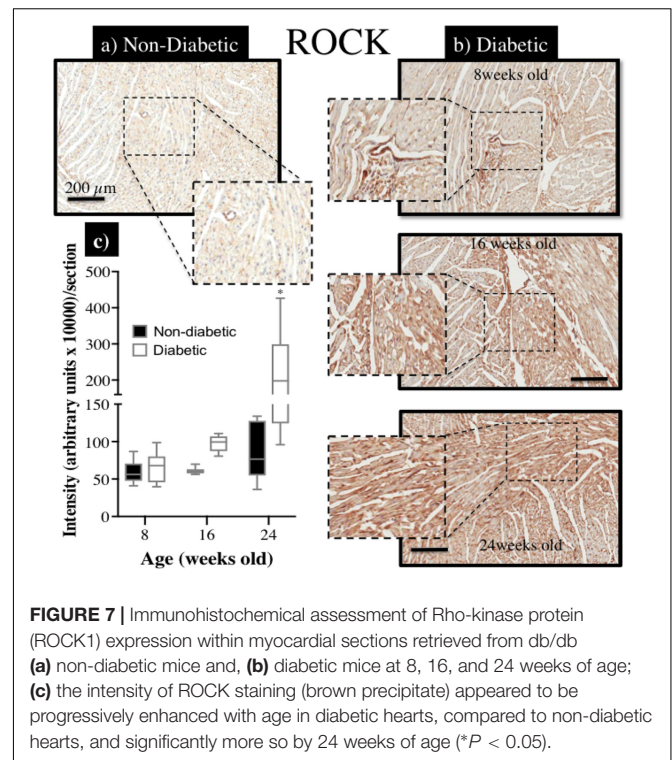 a) Non-Diabetic
ROCK
b) Diabetic
8weeks old
200 µm
16 weeks old
24weeks old
c)
500
400
300
200
150
100
50
0
Intensity (arbitrary units x 10000)/section
Non-diabetic
Diabetic
*
8
16
24
Age (weeks old)
FIGURE 7 | Immunohistochemical assessment of Rho-kinase protein
(ROCK1) expression within myocardial sections retrieved from db/db
(a) non-diabetic mice and, (b) diabetic mice at 8, 16, and 24 weeks of age;
(c) the intensity of ROCK staining (brown precipitate) appeared to be
progressively enhanced with age in diabetic hearts, compared to non-diabetic
hearts, and significantly more so by 24 weeks of age (*P < 0.05).